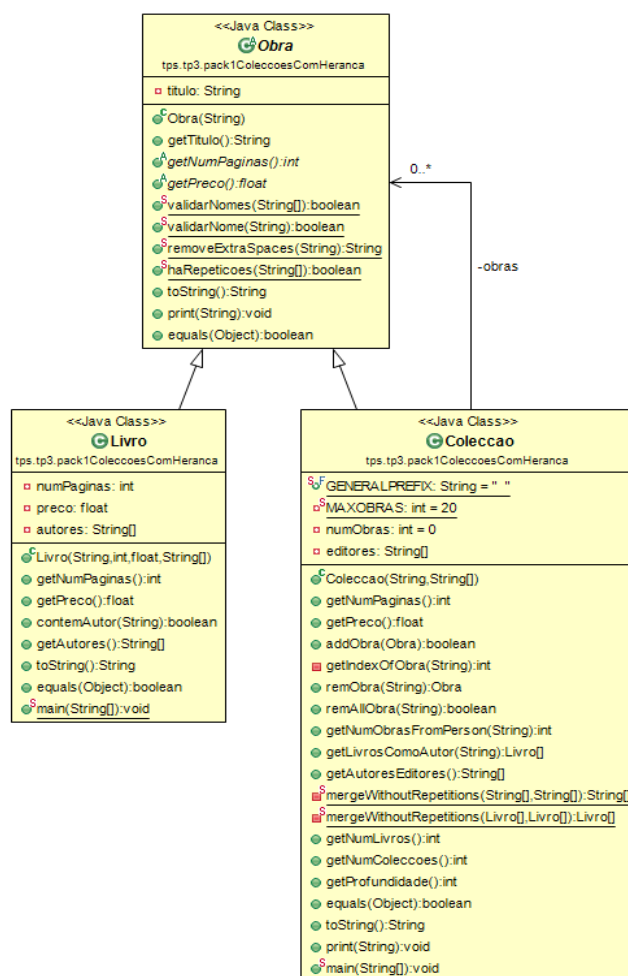 <<Java Class>>
Obra
tps.tp3.pack1ColeccoesComHeranca
titulo: String
Obra(String)
getTitulo():String
getNumPaginas():int
getPreco():float
validarNomes(String[]):boolean
validarNome(String):boolean
removeExtraSpaces(String):String
haRepeticoes(String[]):boolean
toString():String
print(String):void
equals(Object):boolean
0..*
-obras
<<Java Class>>
Livro
tps.tp3.pack1ColeccoesComHeranca
numPaginas: int
preco: float
autores: String[]
Livro(String,int,float,String[])
getNumPaginas():int
getPreco():float
contemAutor(String):boolean
getAutores():String[]
toString():String
equals(Object):boolean
main(String[]):void
<<Java Class>>
Coleccao
tps.tp3.pack1ColeccoesComHeranca
GENERALPREFIX: String = "  "
MAXOBRAS: int = 20
numObras: int = 0
editores: String[]
Coleccao(String,String[])
getNumPaginas():int
getPreco():float
addObra(Obra):boolean
getIndexOfObra(String):int
remObra(String):Obra
remAllObra(String):boolean
getNumObrasFromPerson(String):int
getLivrosComoAutor(String):Livro[]
getAutoresEditores():String[]
mergeWithoutRepetitions(String[],String[]):String[]
mergeWithoutRepetitions(Livro[],Livro[]):Livro[]
getNumLivros():int
getNumColeccoes():int
getProfundidade():int
equals(Object):boolean
toString():String
print(String):void
main(String[]):void